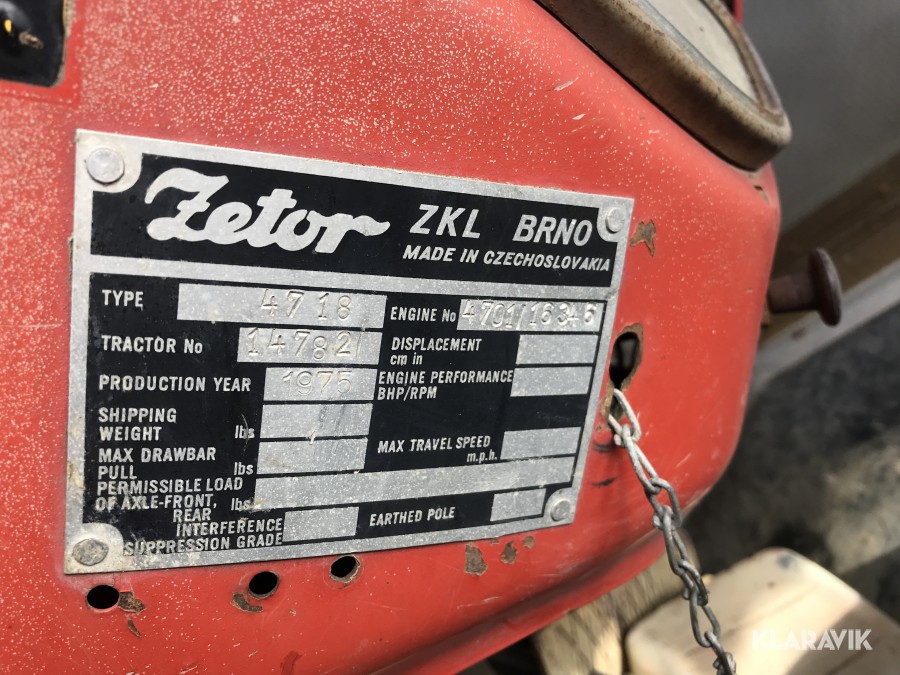 Zetor ZKL BRNO
MADE IN CZECHOSLOVAKIA
TYPE 4718
ENGINE No 4701/16346
TRACTOR No 14782
DISPLACEMENT
cm in
PRODUCTION YEAR 1975
ENGINE PERFORMANCE
BHP/RPM
SHIPPING
WEIGHT lbs
MAX DRAWBAR
PULL lbs
MAX TRAVEL SPEED
m.p.h.
PERMISSIBLE LOAD
OF AXLE-FRONT, lbs
REAR
INTERFERENCE
SUPPRESSION GRADE
EARTHED POLE
KLARAVIK